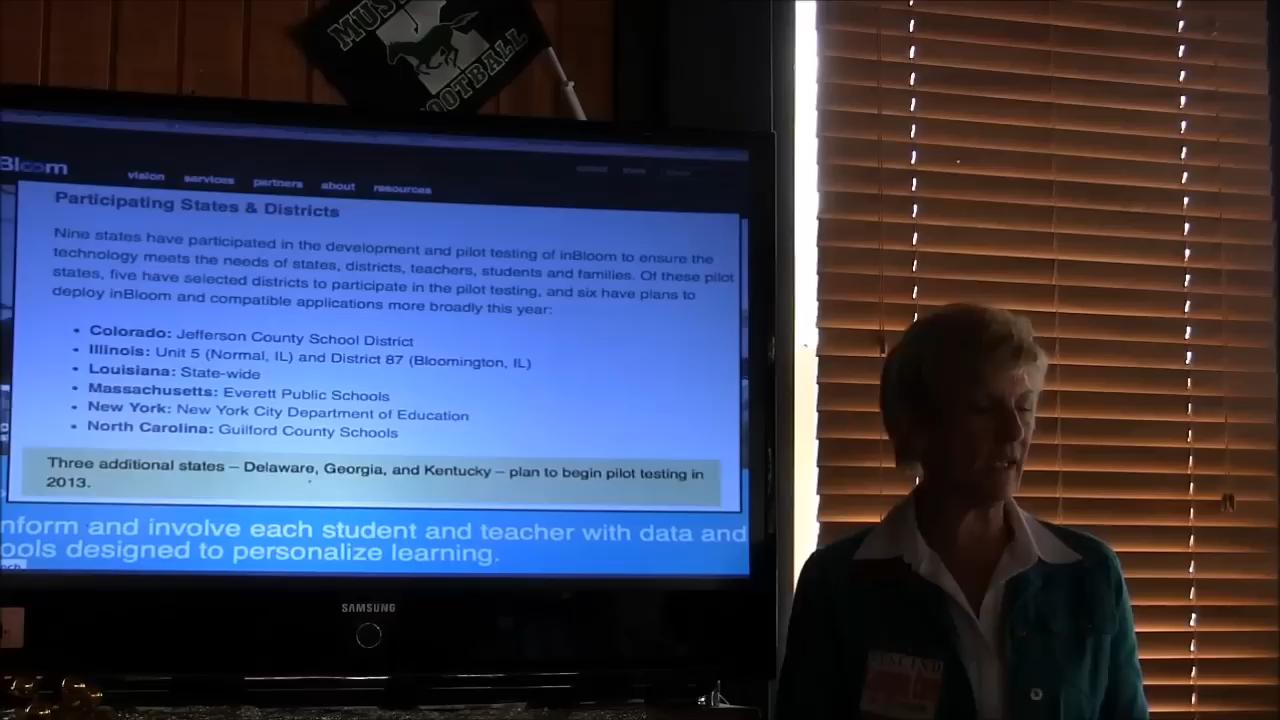 MUS
FOOTBALL
Bloom
vision services partners about resources
Participating States & Districts
Nine states have participated in the development and pilot testing of inBloom to ensure the
technology meets the needs of states, districts, teachers, students and families. Of these pilot
states, five have selected districts to participate in the pilot testing, and six have plans to
deploy inBloom and compatible applications more broadly this year:
• Colorado: Jefferson County School District
• Illinois: Unit 5 (Normal, IL) and District 87 (Bloomington, IL)
• Louisiana: State-wide
• Massachusetts: Everett Public Schools
• New York: New York City Department of Education
• North Carolina: Guilford County Schools
Three additional states – Delaware, Georgia, and Kentucky – plan to begin pilot testing in
2013.
nform and involve each student and teacher with data and
ools designed to personalize learning.
SAMSUNG